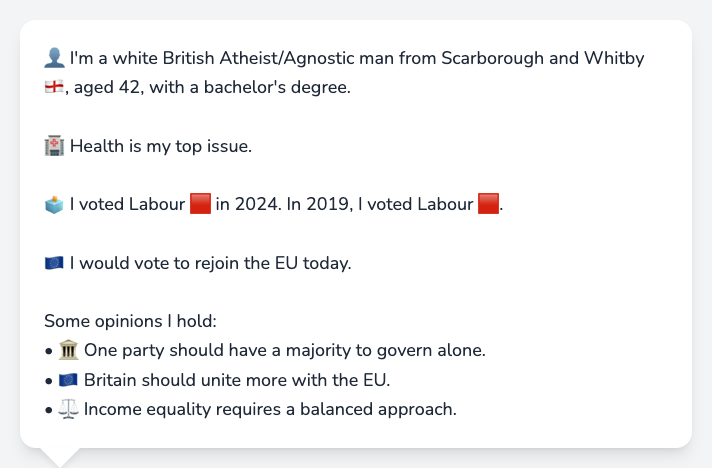 👤 I'm a white British Atheist/Agnostic man from Scarborough and Whitby
🏴󠁧󠁢󠁥󠁮󠁧󠁿, aged 42, with a bachelor's degree.
🏥 Health is my top issue.
🗳️ I voted Labour 🟥 in 2024. In 2019, I voted Labour 🟥.
🇪🇺 I would vote to rejoin the EU today.
Some opinions I hold:
• 🏛️ One party should have a majority to govern alone.
• 🇪🇺 Britain should unite more with the EU.
• ⚖️ Income equality requires a balanced approach.